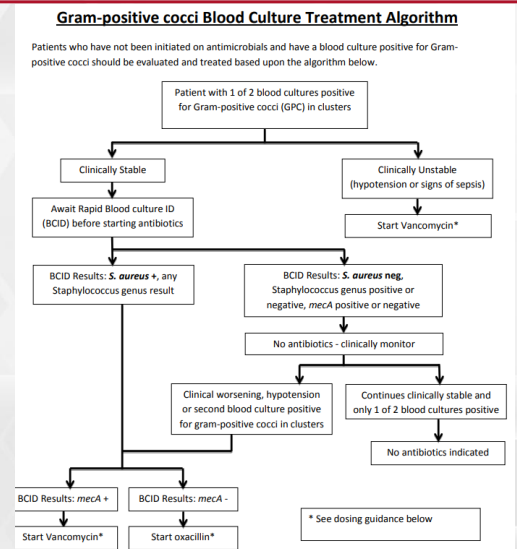 Gram-positive cocci Blood Culture Treatment Algorithm
Patients who have not been initiated on antimicrobials and have a blood culture positive for Gram-
positive cocci should be evaluated and treated based upon the algorithm below.
Patient with 1 of 2 blood cultures positive
for Gram-positive cocci (GPC) in clusters
Clinically Stable
Clinically Unstable
(hypotension or signs of sepsis)
Await Rapid Blood culture ID
(BCID) before starting antibiotics
Start Vancomycin*
BCID Results: S. aureus +, any
Staphylococcus genus result
BCID Results: S. aureus neg,
Staphylococcus genus positive or
negative, mecA positive or negative
No antibiotics - clinically monitor
Clinical worsening, hypotension
or second blood culture positive
for gram-positive cocci in clusters
Continues clinically stable and
only 1 of 2 blood cultures positive
No antibiotics indicated
BCID Results: mecA +
BCID Results: mecA -
Start Vancomycin*
Start oxacillin*
* See dosing guidance below